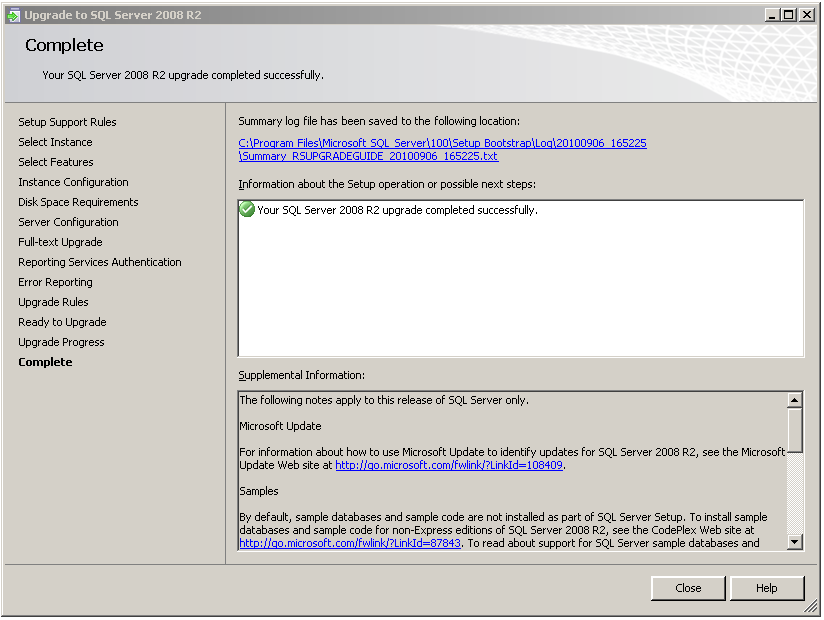 Upgrade to SQL Server 2008 R2
Complete
Your SQL Server 2008 R2 upgrade completed successfully.
Setup Support Rules
Select Instance
Select Features
Instance Configuration
Disk Space Requirements
Server Configuration
Full-text Upgrade
Reporting Services Authentication
Error Reporting
Upgrade Rules
Ready to Upgrade
Upgrade Progress
Complete
Summary log file has been saved to the following location:
C:\Program Files\Microsoft SQL Server\100\Setup Bootstrap\Log\20100906_165225
\Summary_RSUPGRADEGUIDE_20100906_165225.txt
Information about the Setup operation or possible next steps:
Your SQL Server 2008 R2 upgrade completed successfully.
Supplemental Information:
The following notes apply to this release of SQL Server only.
Microsoft Update
For information about how to use Microsoft Update to identify updates for SQL Server 2008 R2, see the Microsoft
Update Web site at http://go.microsoft.com/fwlink/?LinkId=108409.
Samples
By default, sample databases and sample code are not installed as part of SQL Server Setup. To install sample
databases and sample code for non-Express editions of SQL Server 2008 R2, see the CodePlex Web site at
http://go.microsoft.com/fwlink/?LinkId=87843. To read about support for SQL Server sample databases and
Close
Help